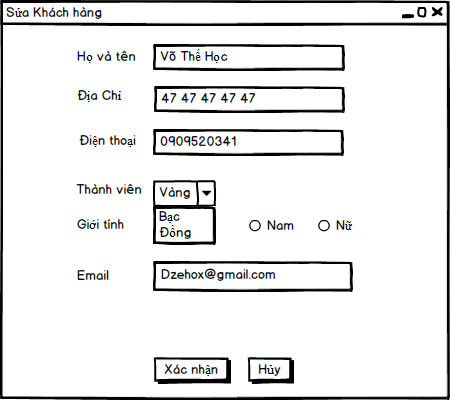 Sửa Khách hàng
Họ và tên Võ Thế Học
Địa Chỉ 47 47 47 47 47
Điện thoại 0909520341
Thành viên Vàng
Bạc
Giới tính Nam Nữ
Đồng
Email Dzehox@gmail.com
Xác nhận Hủy